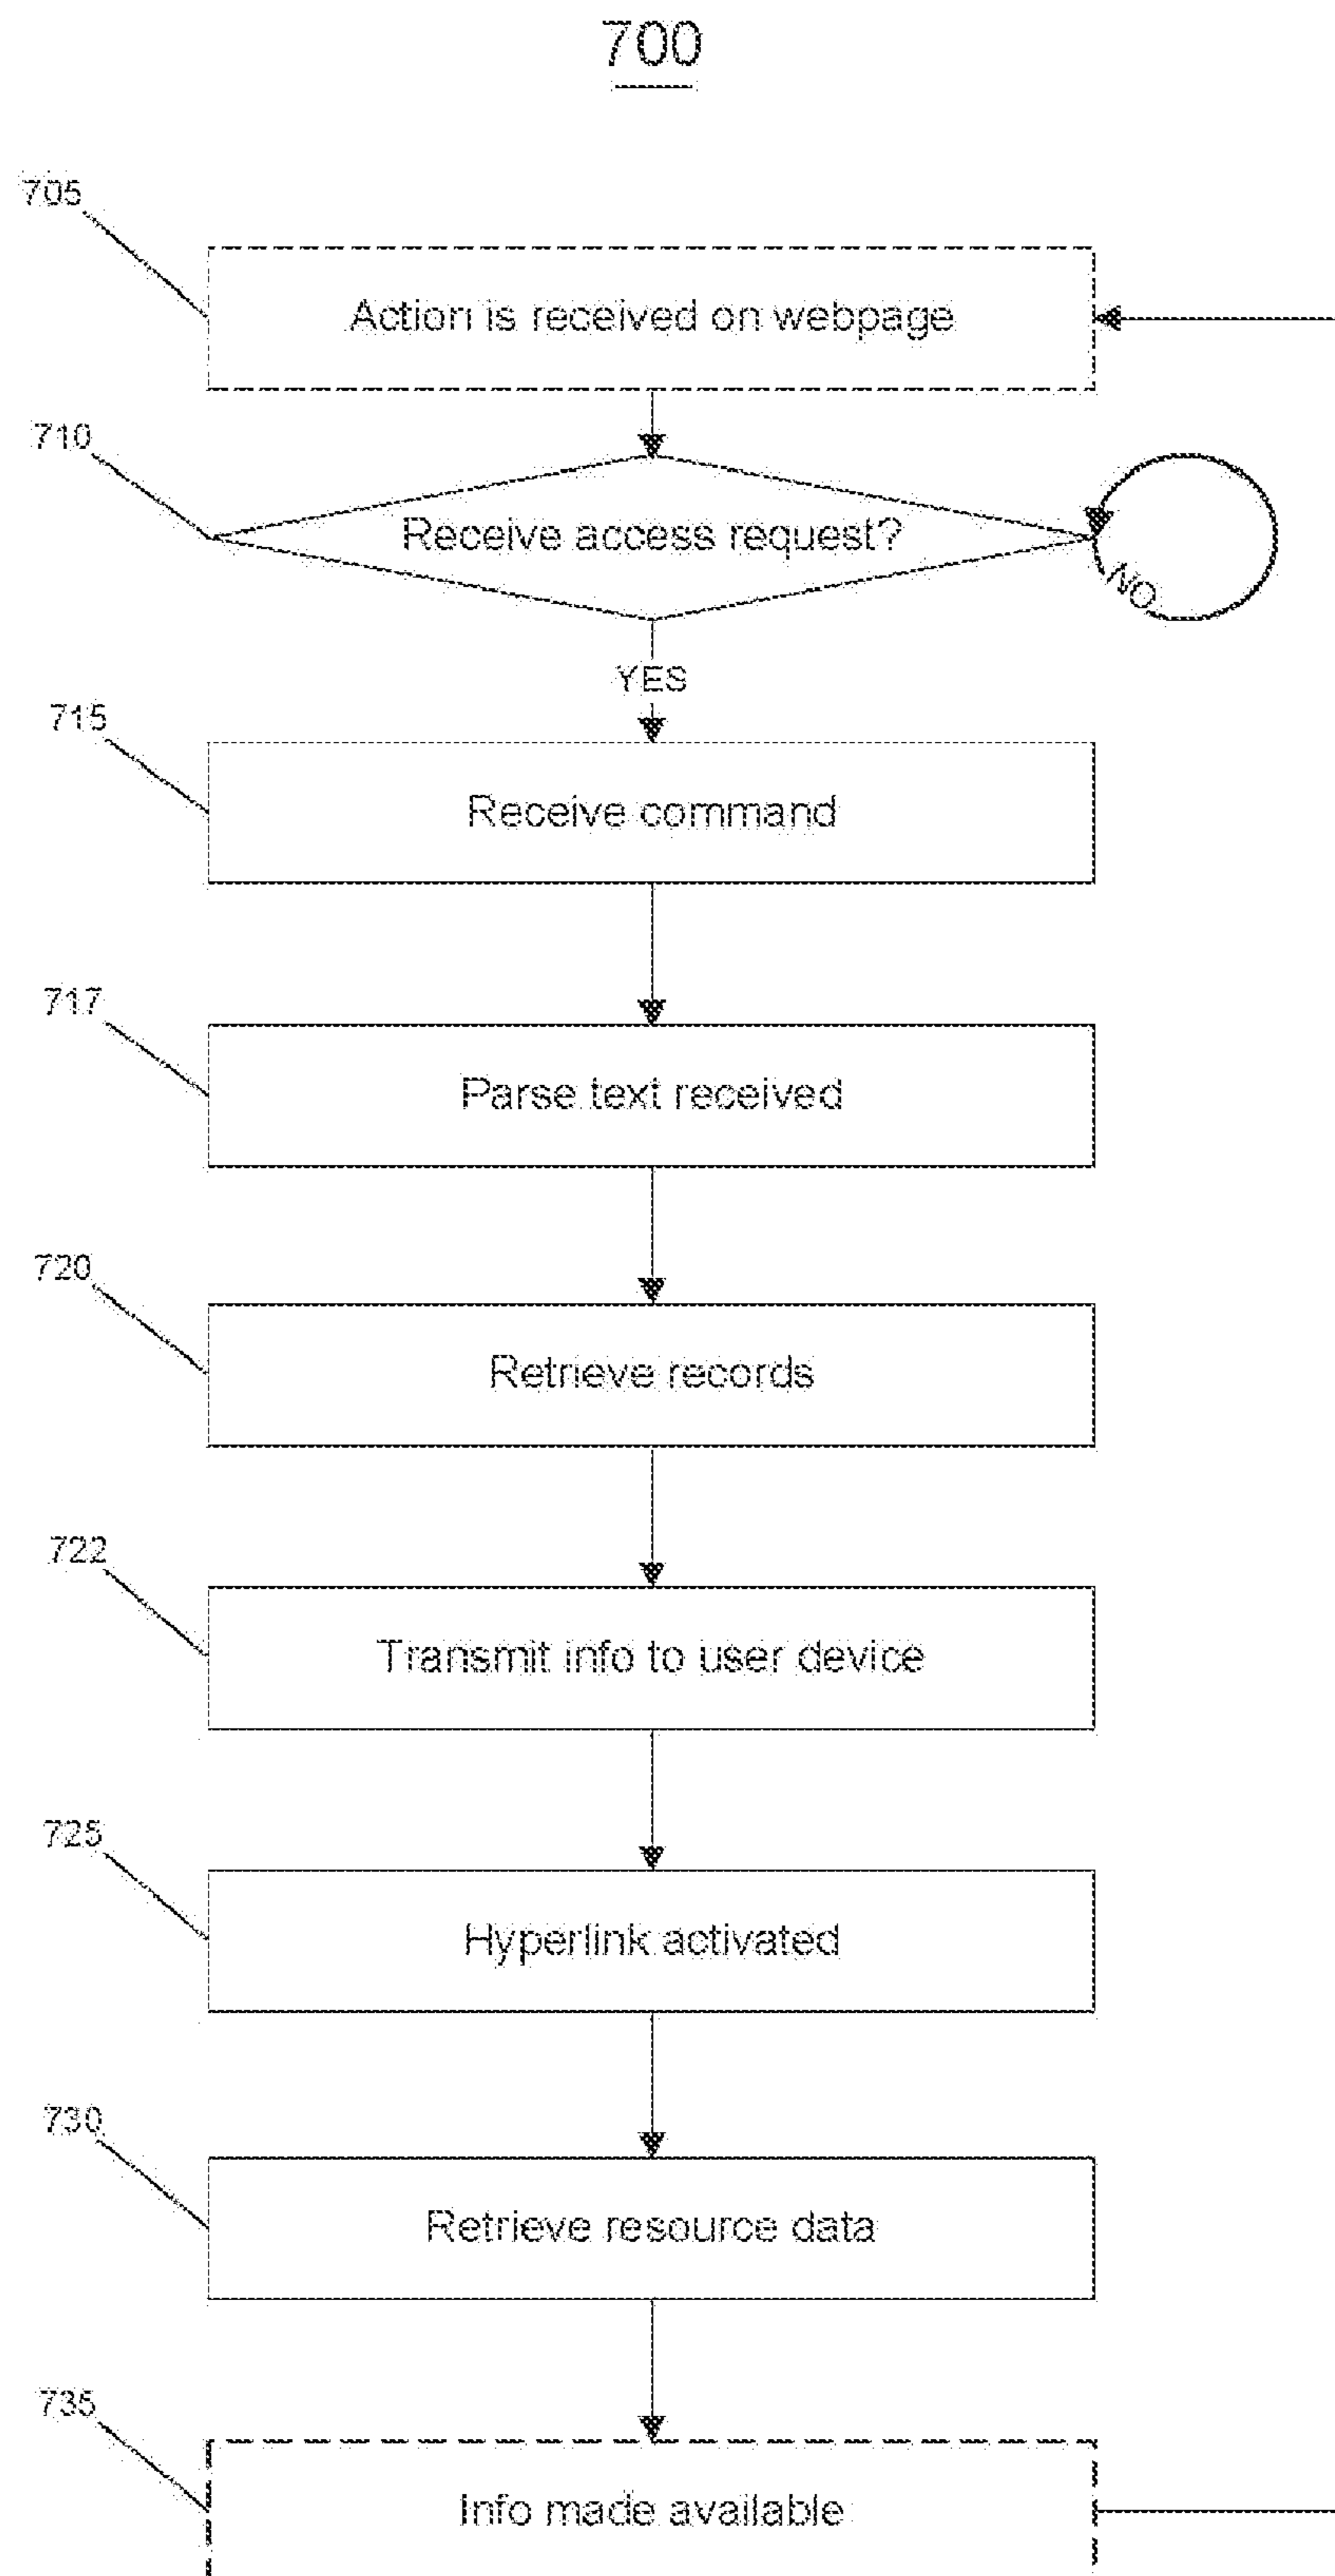 700
705
Action is received on webpage
710
Receive access request?
NO
YES
715
Receive command
717
Parse text received
720
Retrieve records
722
Transmit info to user device
725
Hyperlink activated
730
Retrieve resource data
735
Info made available